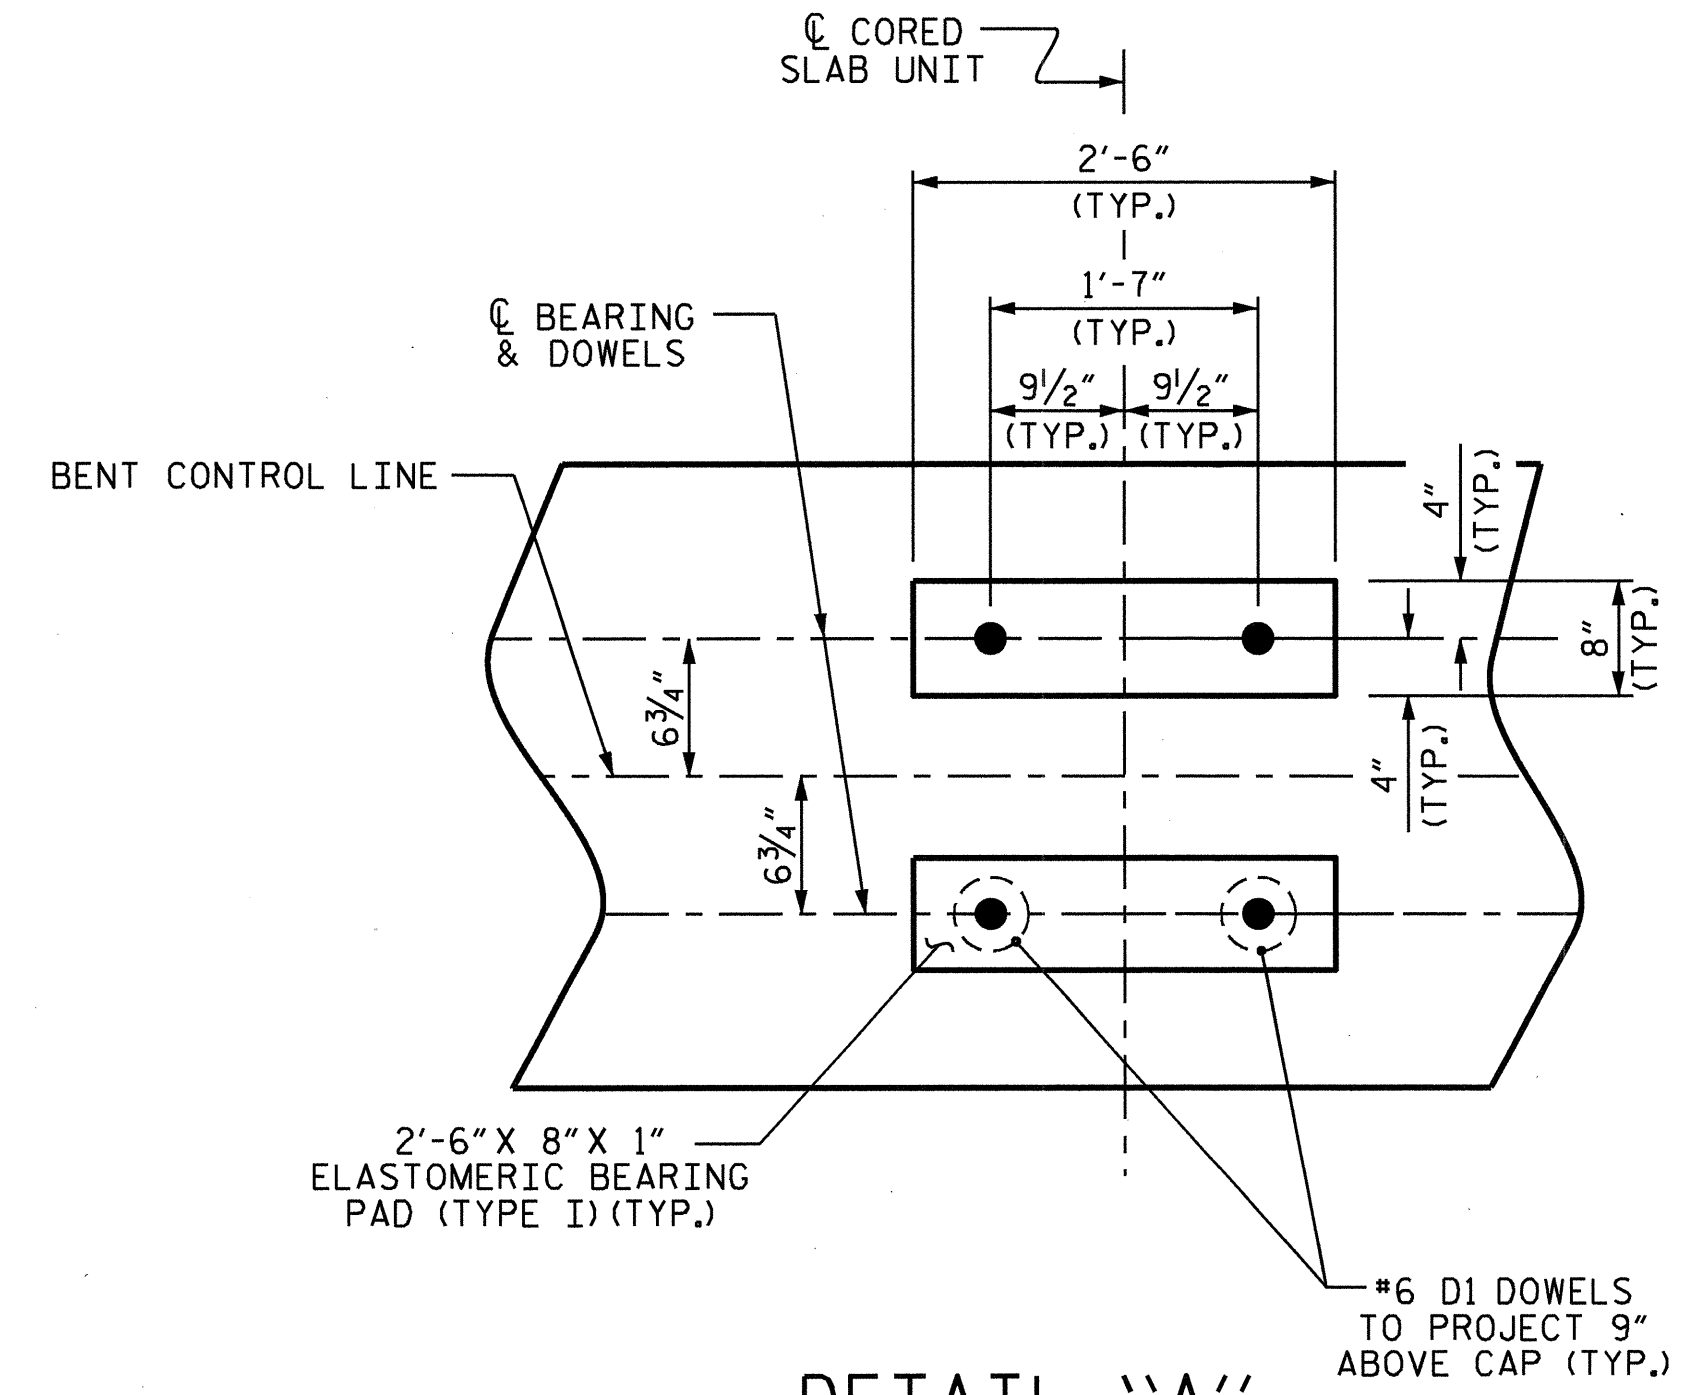 ℄ CORED
SLAB UNIT
2'-6"
(TYP.)
1'-7"
(TYP.)
℄ BEARING
& DOWELS
9½" 9½"
(TYP.) (TYP.)
BENT CONTROL LINE
4"
(TYP.)
8"
(TYP.)
6¾"
4"
(TYP.)
6¾"
2'-6" X 8" X 1"
ELASTOMERIC BEARING
PAD (TYPE I) (TYP.)
#6 D1 DOWELS
TO PROJECT 9"
ABOVE CAP (TYP.)
DETAIL "A"